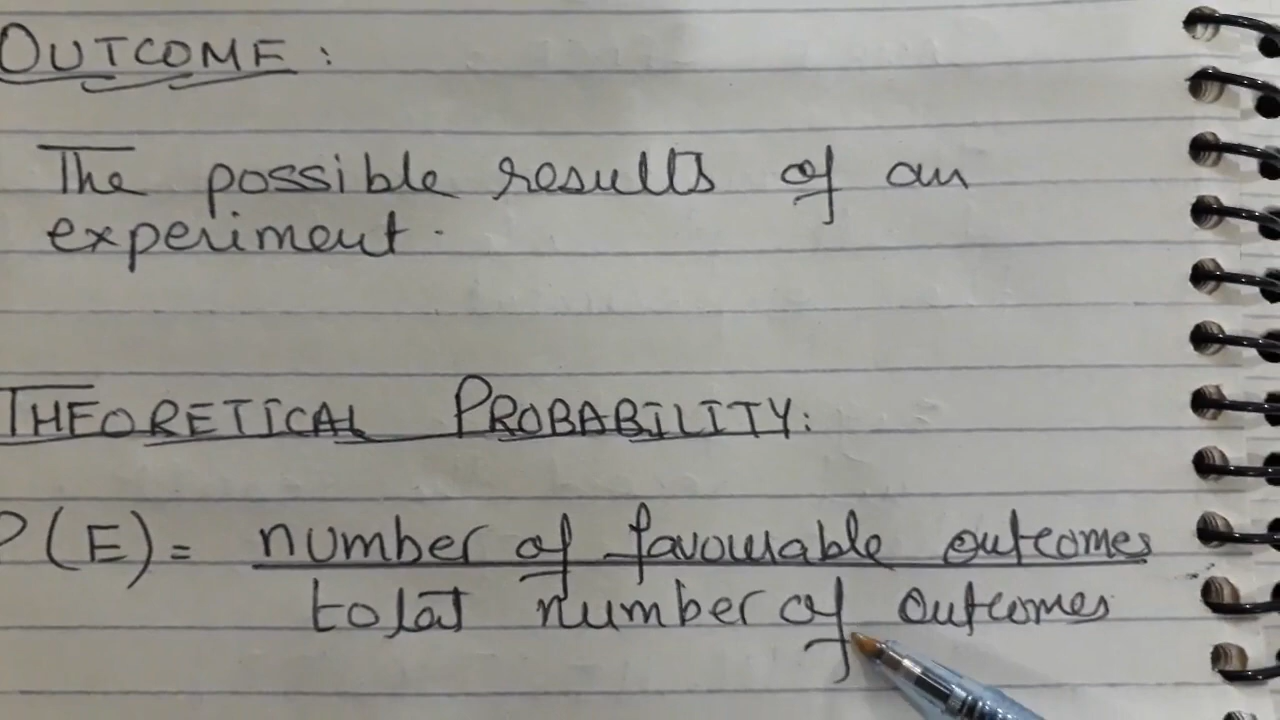 OUTCOME:
The possible results of an
experiment.
THEORETICAL PROBABILITY:
P(E) = number of favourable outcomes
total number of outcomes